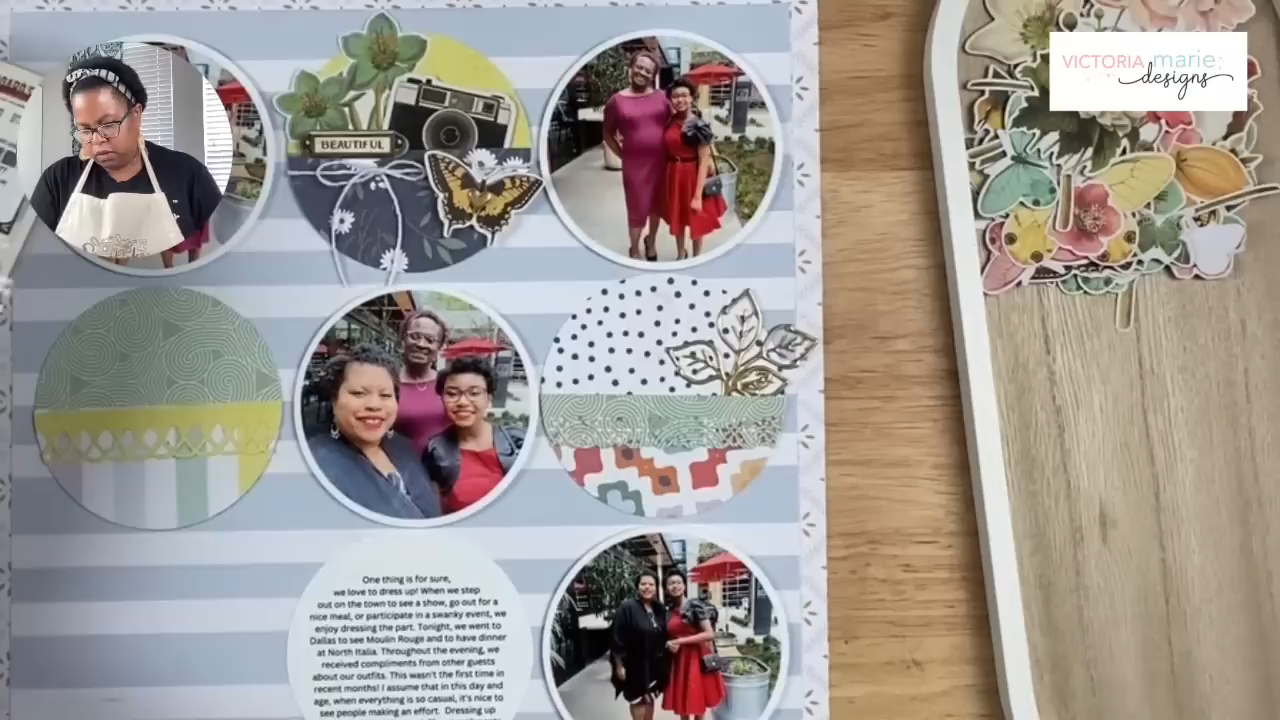 VICTORIA marie
designs
BEAUTIFUL
One thing is for sure,
we love to dress up! When we step
out on the town to see a show, go out for a
nice meal, or participate in a swanky event, we
enjoy dressing the part. Tonight, we went to
Dallas to see Moulin Rouge and to have dinner
at North Italia. Throughout the evening, we
received compliments from other guests
about our outfits. This wasn't the first time in
recent months! I assume that in this day and
age, when everything is so casual, it's nice to
see people making an effort. Dressing up